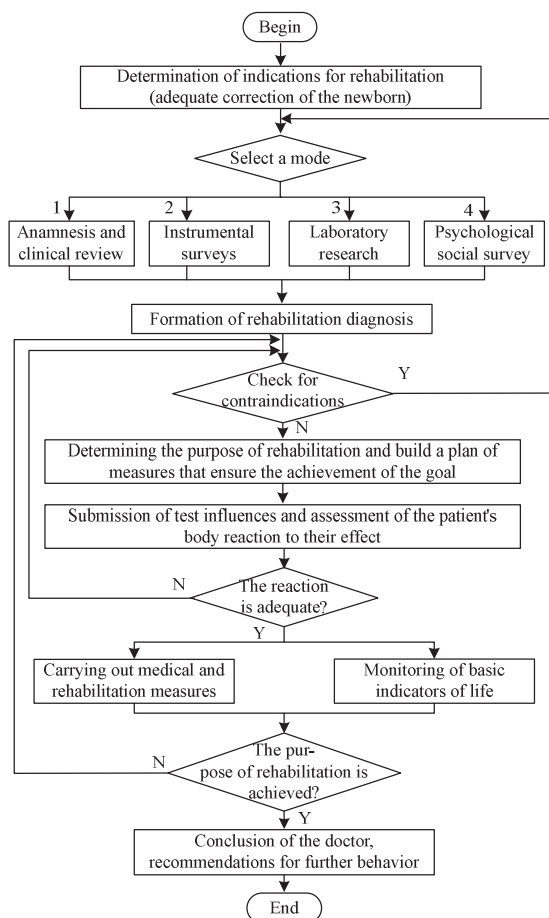 Begin
Determination of indications for rehabilitation
(adequate correction of the newborn)
Select a mode
1
2
3
4
Anamnesis and
clinical review
Instrumental
surveys
Laboratory
research
Psychological
social survey
Formation of rehabilitation diagnosis
Check for
contraindications
Y
N
Determining the purpose of rehabilitation and build a plan of
measures that ensure the achievement of the goal
Submission of test influences and assessment of the patient's
body reaction to their effect
The reaction
is adequate?
N
Y
Carrying out medical and
rehabilitation measures
Monitoring of basic
indicators of life
The pur-
pose of rehabilitation is
achieved?
N
Y
Conclusion of the doctor,
recommendations for further behavior
End